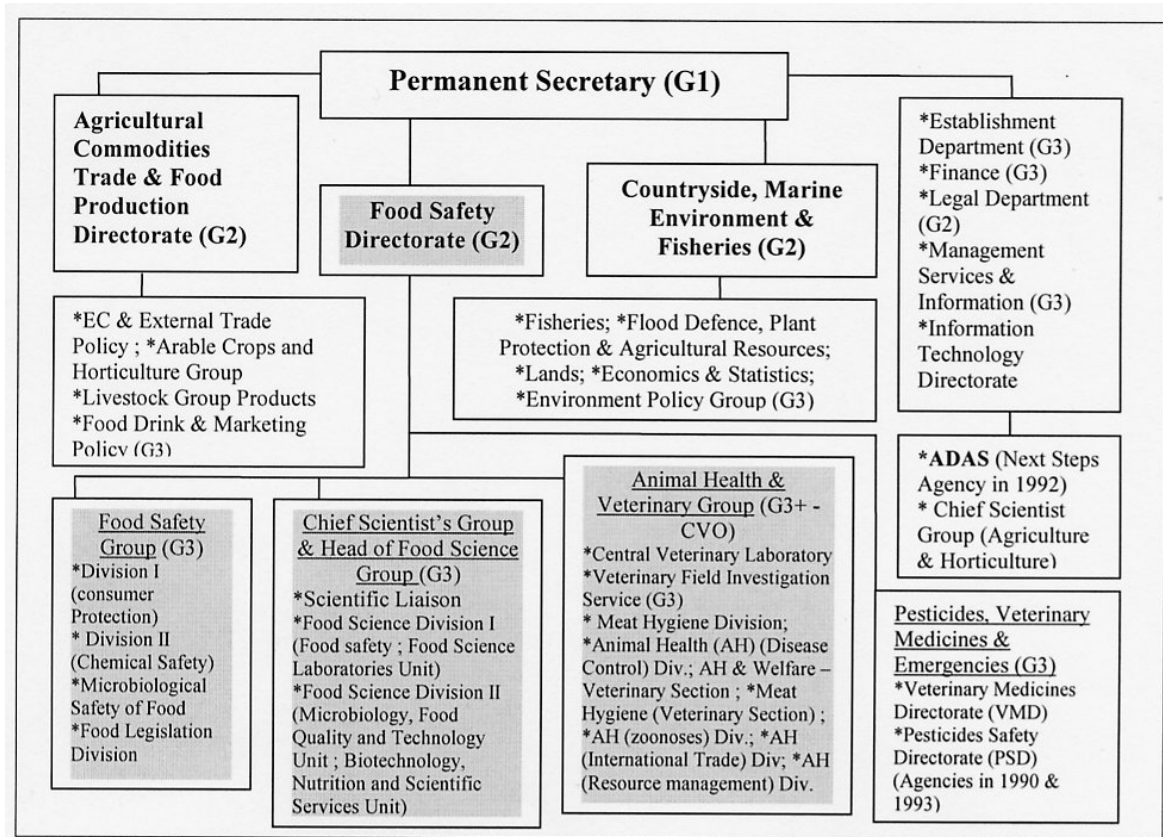 Permanent Secretary (G1)
Agricultural
Commodities
Trade & Food
Production
Directorate (G2)
Food Safety
Directorate (G2)
Countryside, Marine
Environment &
Fisheries (G2)
*Establishment
Department (G3)
*Finance (G3)
*Legal Department
(G2)
*Management
Services &
Information (G3)
*Information
Technology
Directorate
*EC & External Trade
Policy ; *Arable Crops and
Horticulture Group
*Livestock Group Products
*Food Drink & Marketing
Policy (G3)
*Fisheries; *Flood Defence, Plant
Protection & Agricultural Resources;
*Lands; *Economics & Statistics;
*Environment Policy Group (G3)
*ADAS (Next Steps
Agency in 1992)
* Chief Scientist
Group (Agriculture
& Horticulture)
Food Safety
Group (G3)
*Division I
(consumer
Protection)
* Division II
(Chemical Safety)
*Microbiological
Safety of Food
*Food Legislation
Division
Chief Scientist's Group
& Head of Food Science
Group (G3)
*Scientific Liaison
*Food Science Division I
(Food safety ; Food Science
Laboratories Unit)
*Food Science Division II
(Microbiology, Food
Quality and Technology
Unit ; Biotechnology,
Nutrition and Scientific
Services Unit)
Animal Health &
Veterinary Group (G3+ -
CVO)
*Central Veterinary Laboratory
*Veterinary Field Investigation
Service (G3)
* Meat Hygiene Division;
*Animal Health (AH) (Disease
Control) Div.; AH & Welfare –
Veterinary Section ; *Meat
Hygiene (Veterinary Section) ;
*AH (zoonoses) Div.; *AH
(International Trade) Div; *AH
(Resource management) Div.
Pesticides, Veterinary
Medicines &
Emergencies (G3)
*Veterinary Medicines
Directorate (VMD)
*Pesticides Safety
Directorate (PSD)
(Agencies in 1990 &
1993)